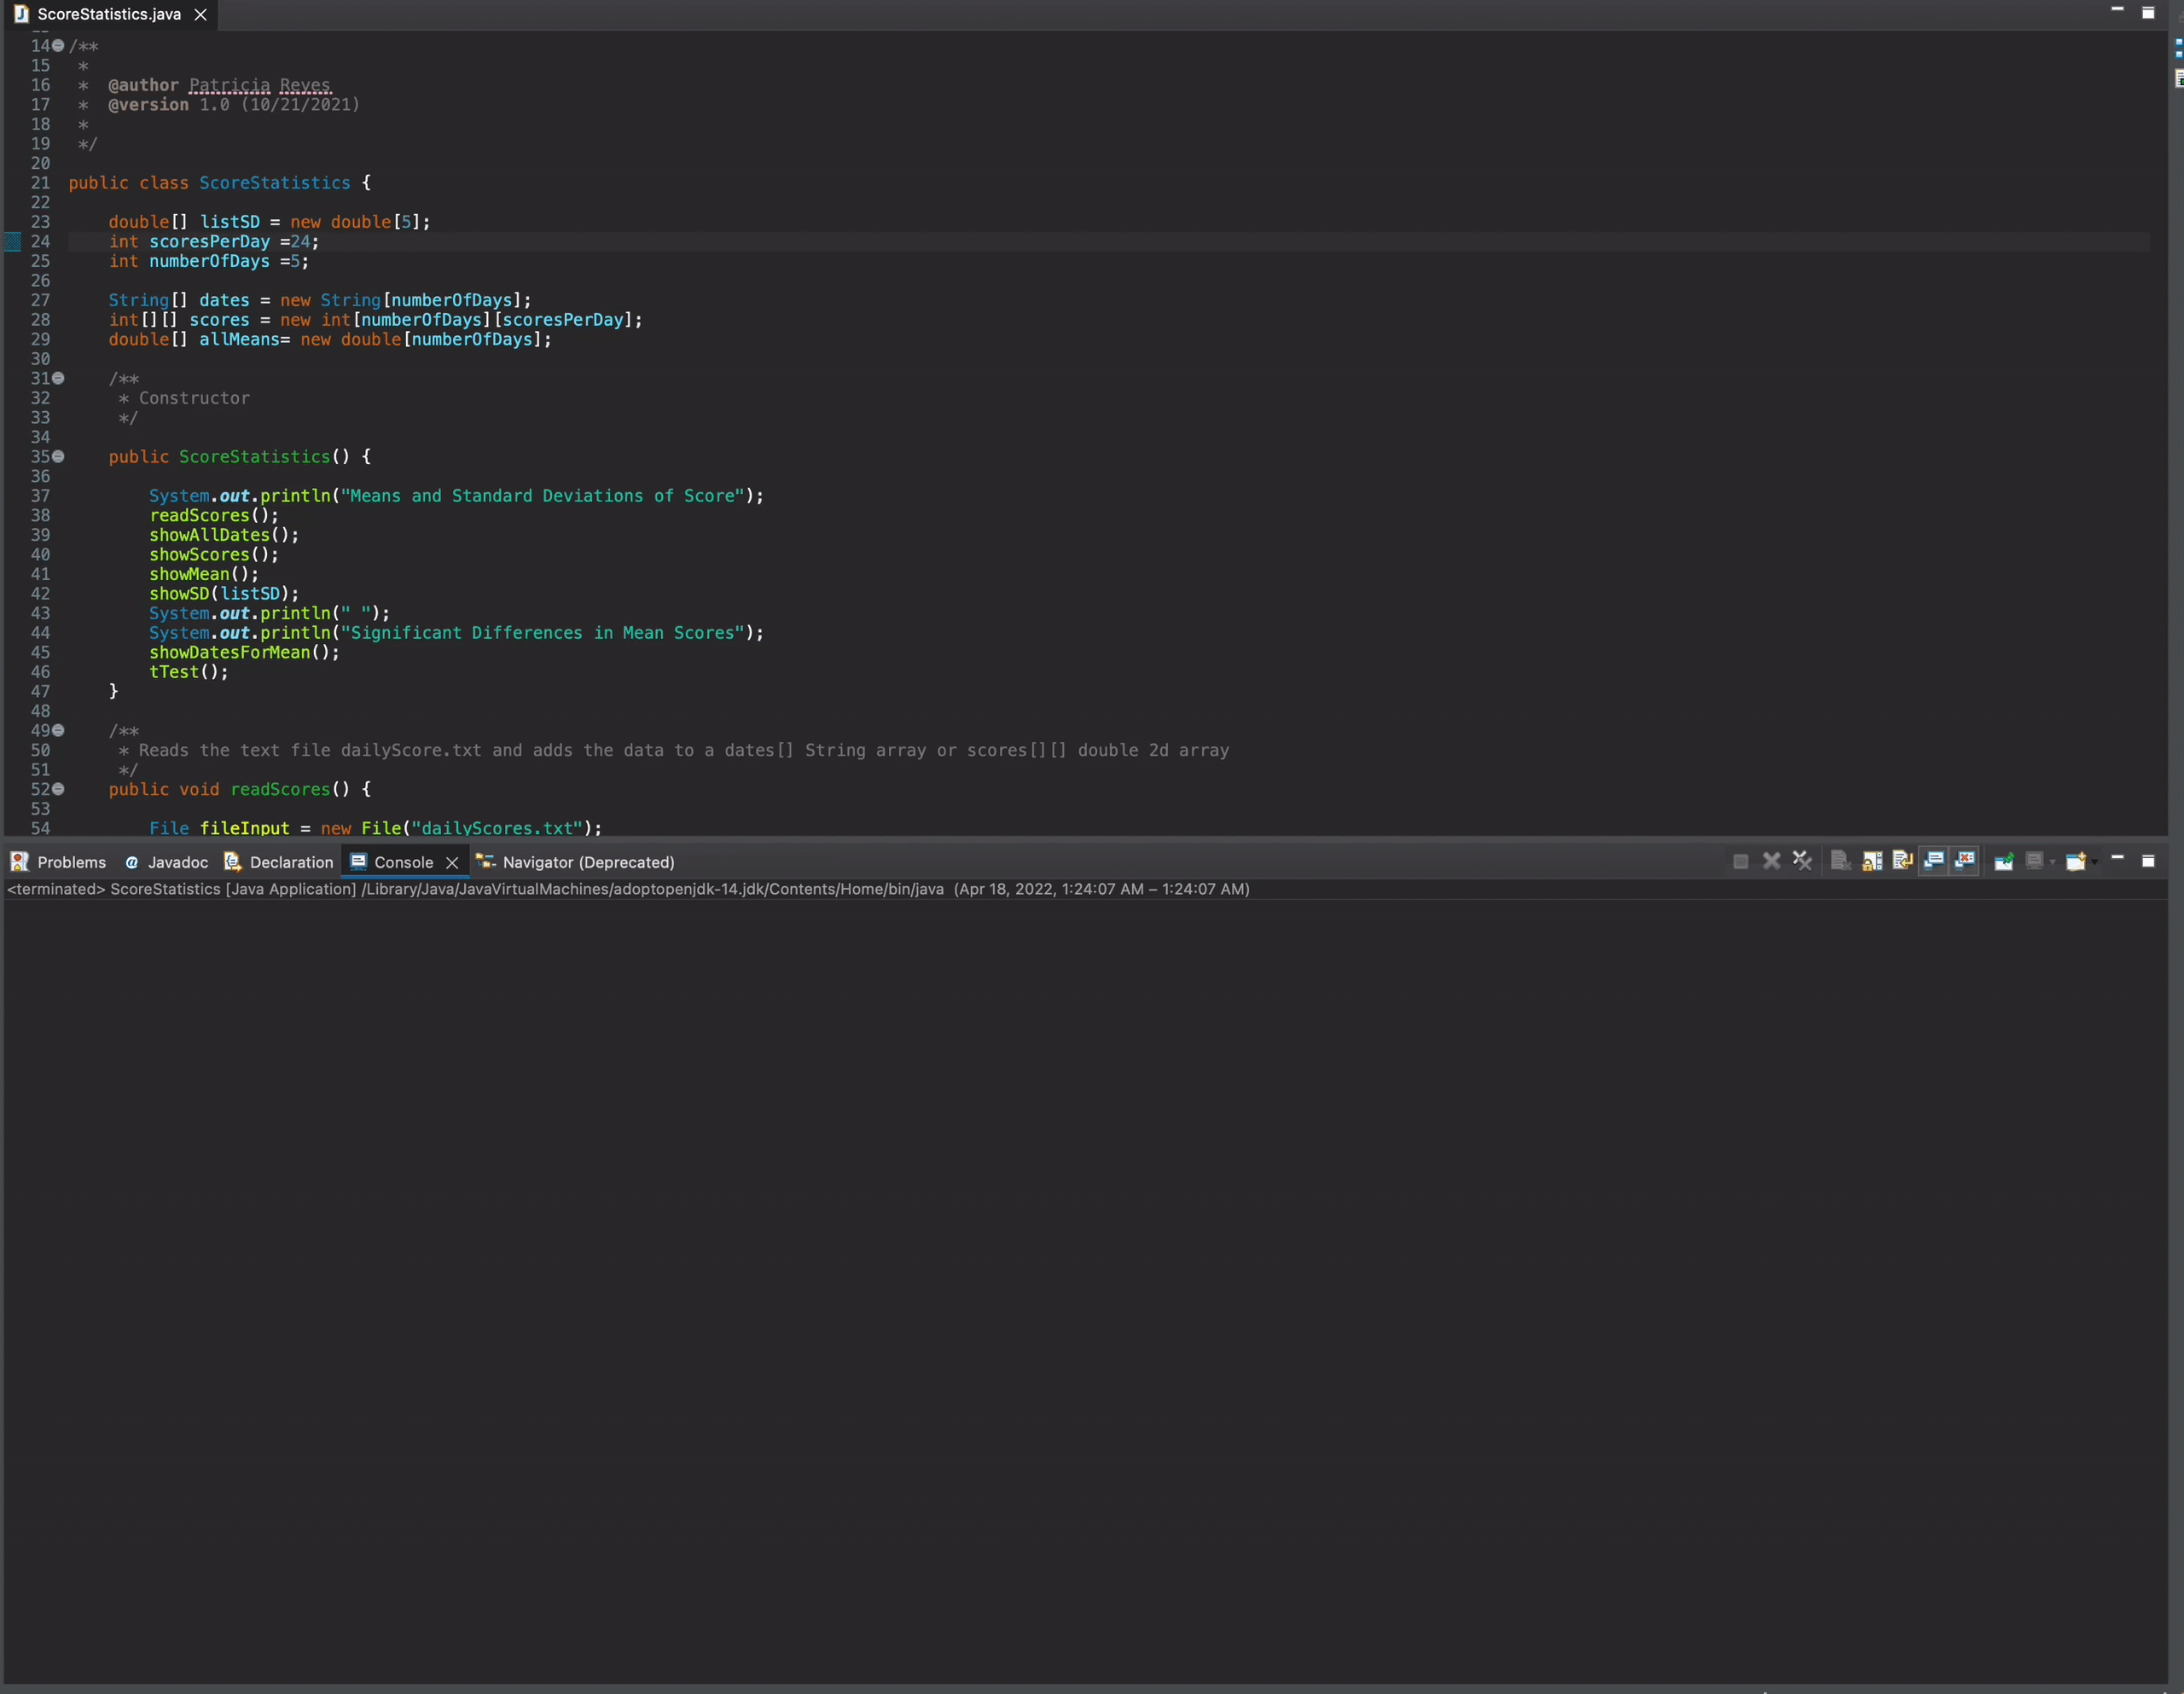 ScoreStatistics.java
14 /**
15  *
16  *  @author Patricia Reyes
17  *  @version 1.0 (10/21/2021)
18  *
19  */
20
21 public class ScoreStatistics {
22
23     double[] listSD = new double[5];
24     int scoresPerDay =24;
25     int numberOfDays =5;
26
27     String[] dates = new String[numberOfDays];
28     int[][] scores = new int[numberOfDays][scoresPerDay];
29     double[] allMeans= new double[numberOfDays];
30
31     /**
32      * Constructor
33      */
34
35     public ScoreStatistics() {
36
37         System.out.println("Means and Standard Deviations of Score");
38         readScores();
39         showAllDates();
40         showScores();
41         showMean();
42         showSD(listSD);
43         System.out.println(" ");
44         System.out.println("Significant Differences in Mean Scores");
45         showDatesForMean();
46         tTest();
47     }
48
49     /**
50      * Reads the text file dailyScore.txt and adds the data to a dates[] String array or scores[][] double 2d array
51      */
52     public void readScores() {
53
54         File fileInput = new File("dailyScores.txt");
Problems @ Javadoc Declaration Console Navigator (Deprecated)
<terminated> ScoreStatistics [Java Application] /Library/Java/JavaVirtualMachines/adoptopenjdk-14.jdk/Contents/Home/bin/java (Apr 18, 2022, 1:24:07 AM – 1:24:07 AM)